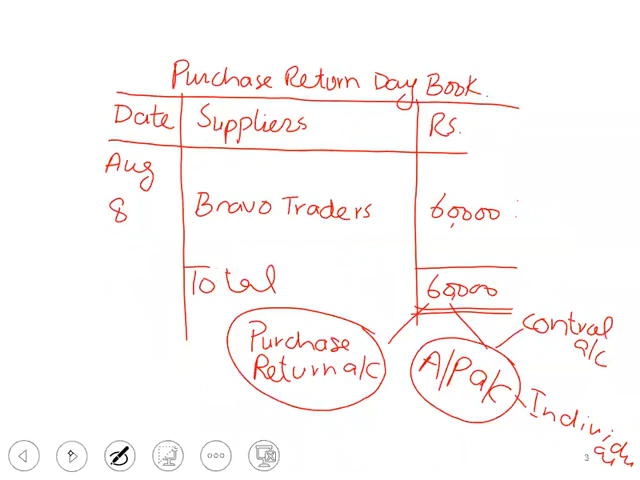 Purchase Return Day Book.
Date Suppliers Rs.
Aug
8 Bravo Traders 60,000
Total 60,000
Purchase
Return a/c
A/P a/c
control
a/c
3